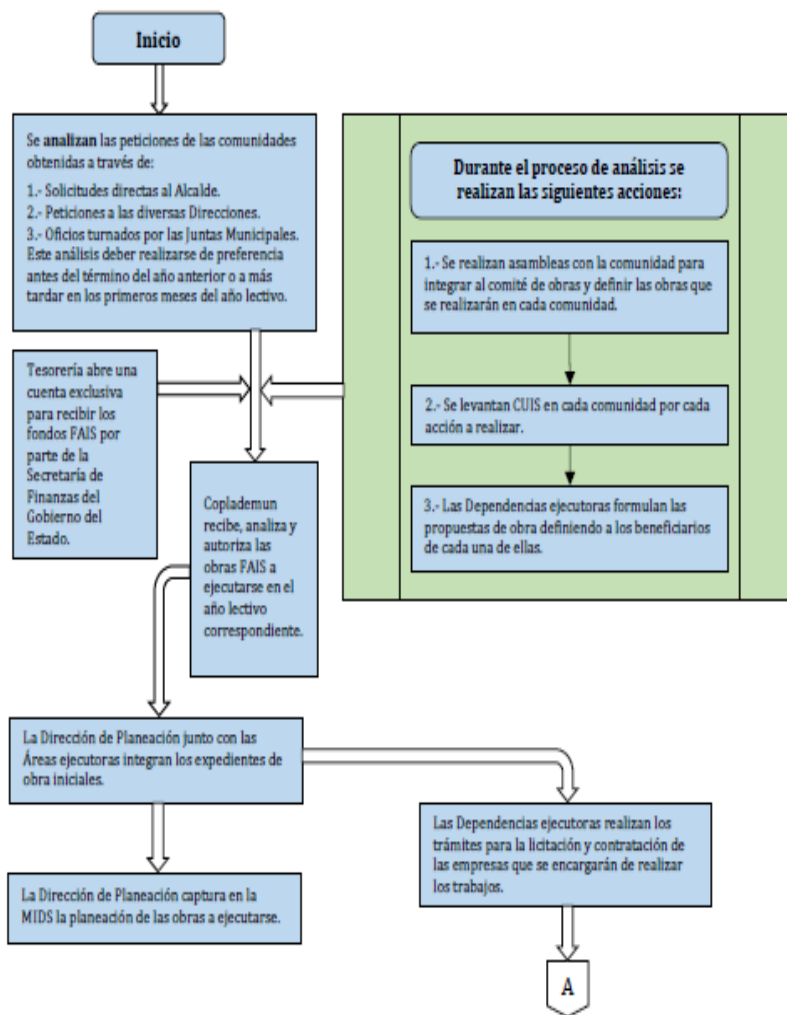 Inicio
Se analizan las peticiones de las comunidades
obtenidas a través de:
1.- Solicitudes directas al Alcalde.
2.- Peticiones a las diversas Direcciones.
3.- Oficios turnados por las Juntas Municipales.
Este análisis deber realizarse de preferencia
antes del término del año anterior o a más
tardar en los primeros meses del año lectivo.
Durante el proceso de análisis se
realizan las siguientes acciones:
1.- Se realizan asambleas con la comunidad para
integrar al comité de obras y definir las obras que
se realizarán en cada comunidad.
2.- Se levantan CUIS en cada comunidad por cada
acción a realizar.
3.- Las Dependencias ejecutoras formulan las
propuestas de obra definiendo a los beneficiarios
de cada una de ellas.
Tesorería abre una
cuenta exclusiva
para recibir los
fondos FAIS por
parte de la
Secretaría de
Finanzas del
Gobierno del
Estado.
Coplademun
recibe, analiza y
autoriza las
obras FAIS a
ejecutarse en el
año lectivo
correspondiente.
La Dirección de Planeación junto con las
Áreas ejecutoras integran los expedientes de
obra iniciales.
Las Dependencias ejecutoras realizan los
trámites para la licitación y contratación de
las empresas que se encargarán de realizar
los trabajos.
La Dirección de Planeación captura en la
MIDS la planeación de las obras a ejecutarse.
A